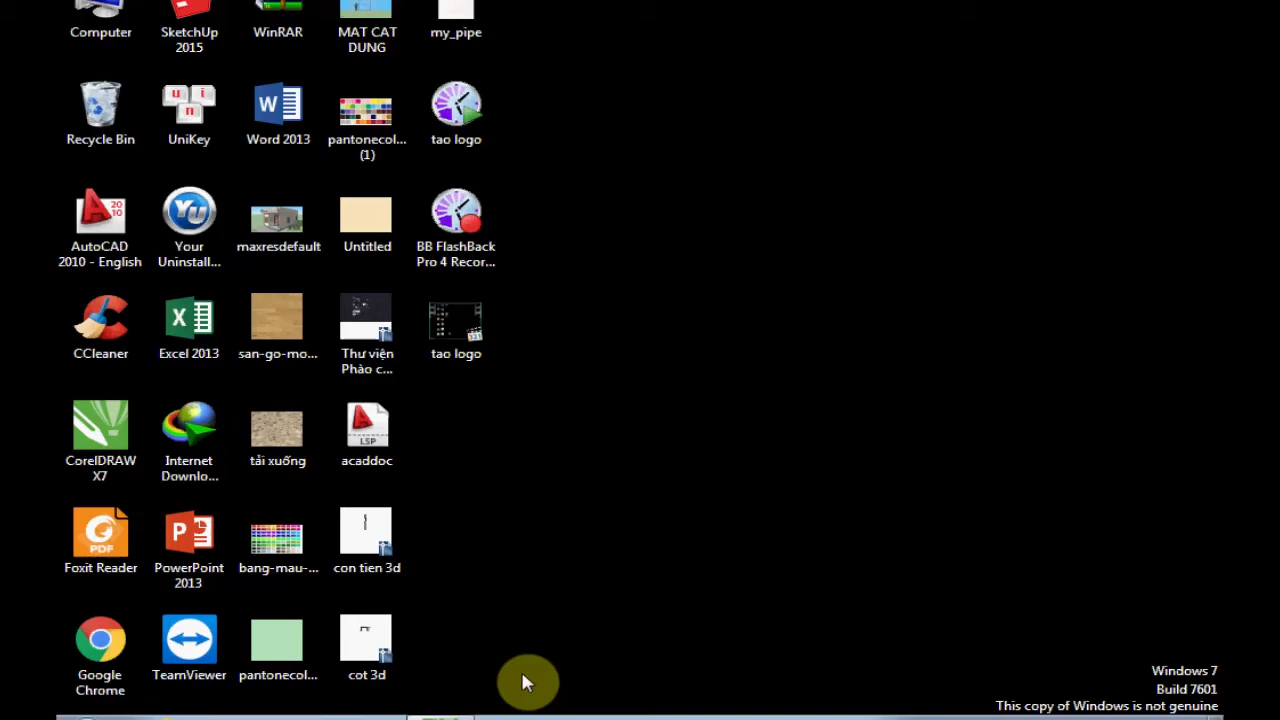 Computer
SketchUp
2015
WinRAR
MAT CAT
DUNG
my_pipe
Recycle Bin
UniKey
Word 2013
pantonecol...
(1)
tao logo
AutoCAD
2010 - English
Your
Uninstall...
maxresdefault
Untitled
BB FlashBack
Pro 4 Recor...
CCleaner
Excel 2013
san-go-mo...
Thư viện
Phào c...
tao logo
CorelDRAW
X7
Internet
Downlo...
tải xuống
LSP
acaddoc
PDF
Foxit Reader
PowerPoint
2013
bang-mau-...
con tien 3d
cot 3d
Google
Chrome
TeamViewer
pantonecol...
Windows 7
Build 7601
This copy of Windows is not genuine